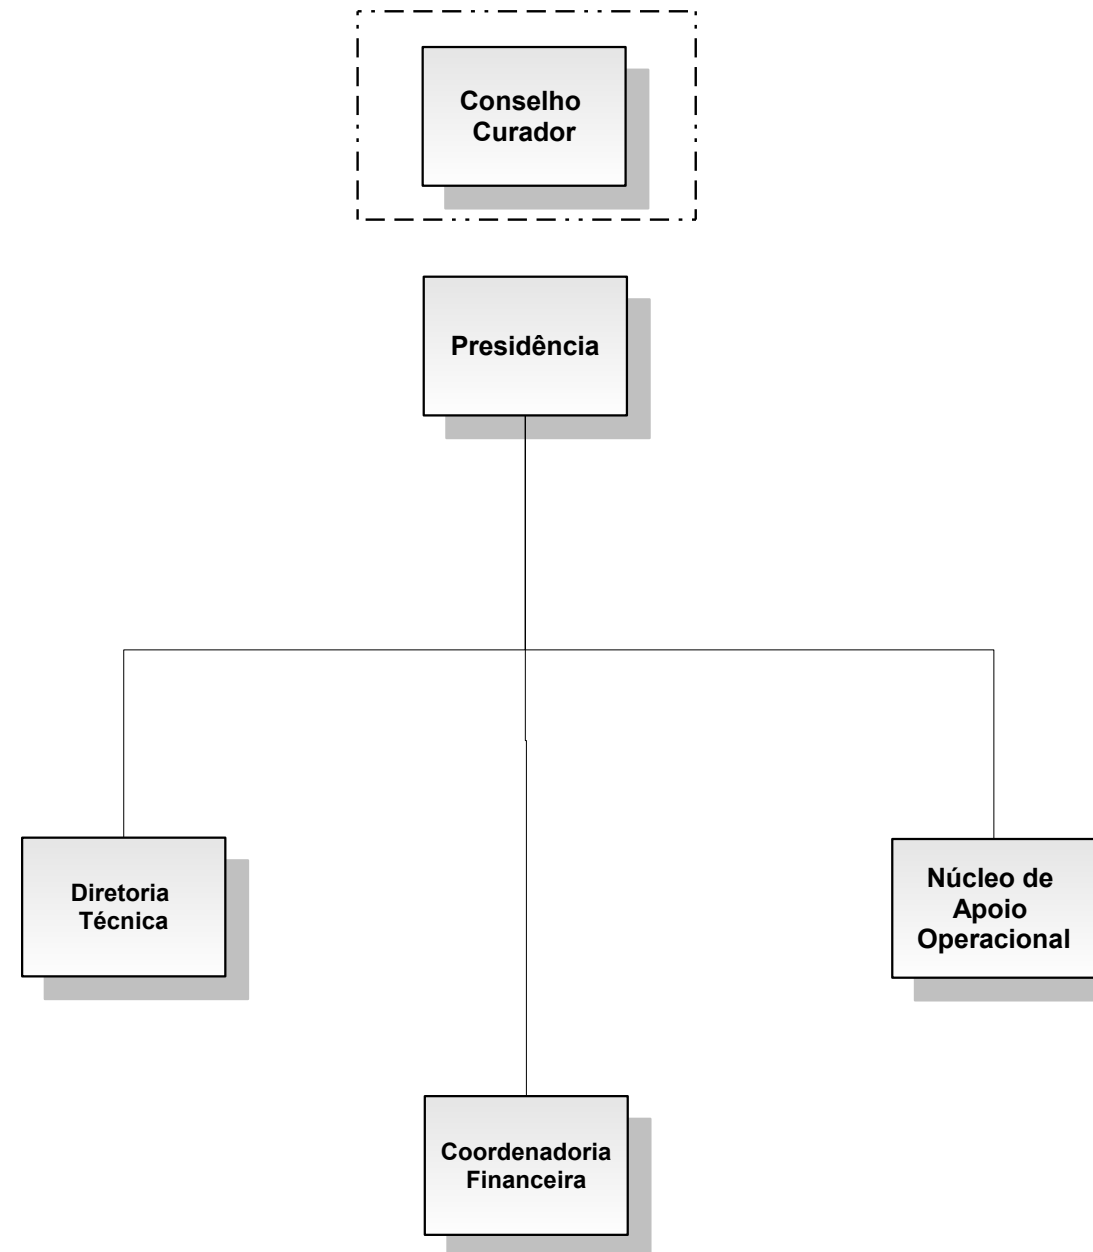 Conselho
Curador
Presidência
Diretoria
Técnica
Núcleo de
Apoio
Operacional
Coordenadoria
Financeira